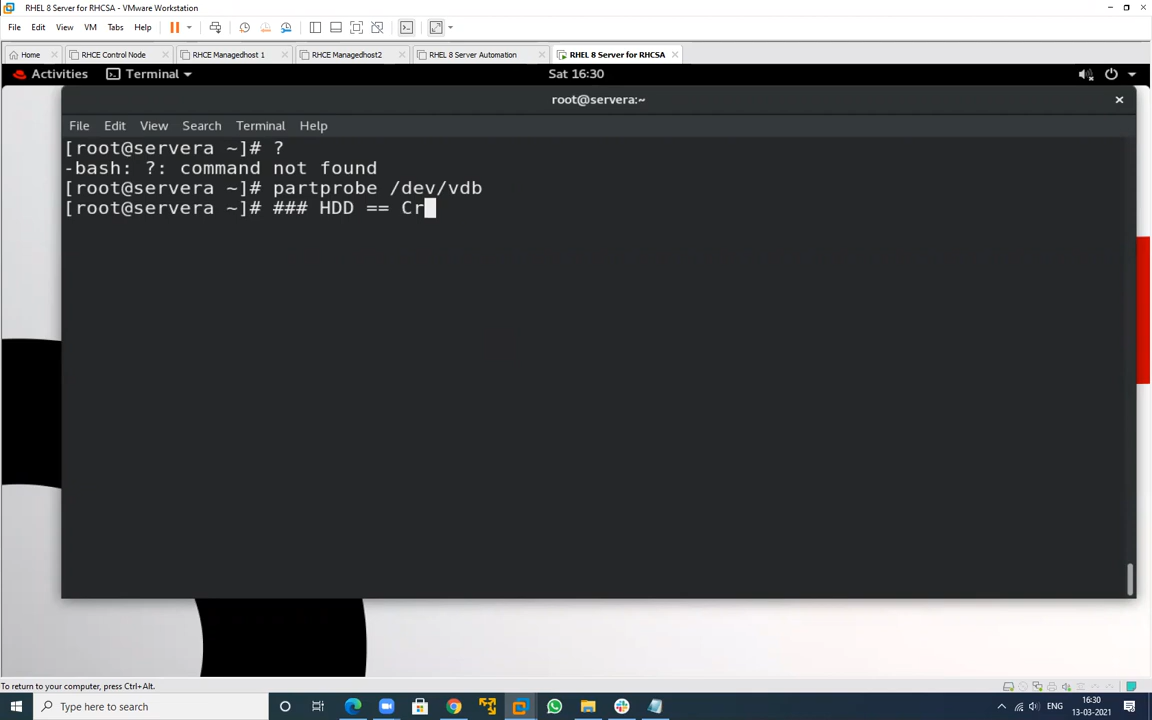 RHEL 8 Server for RHCSA - VMware Workstation
File Edit View VM Tabs Help
Home RHCE Control Node RHCE Managedhost 1 RHCE Managedhost2 RHEL 8 Server Automation RHEL 8 Server for RHCSA
Activities Terminal Sat 16:30
root@servera:~
File Edit View Search Terminal Help
[root@servera ~]# ?
-bash: ?: command not found
[root@servera ~]# partprobe /dev/vdb
[root@servera ~]# ### HDD == Cr
To return to your computer, press Ctrl+Alt.
Type here to search
ENG
16:30
13-03-2021